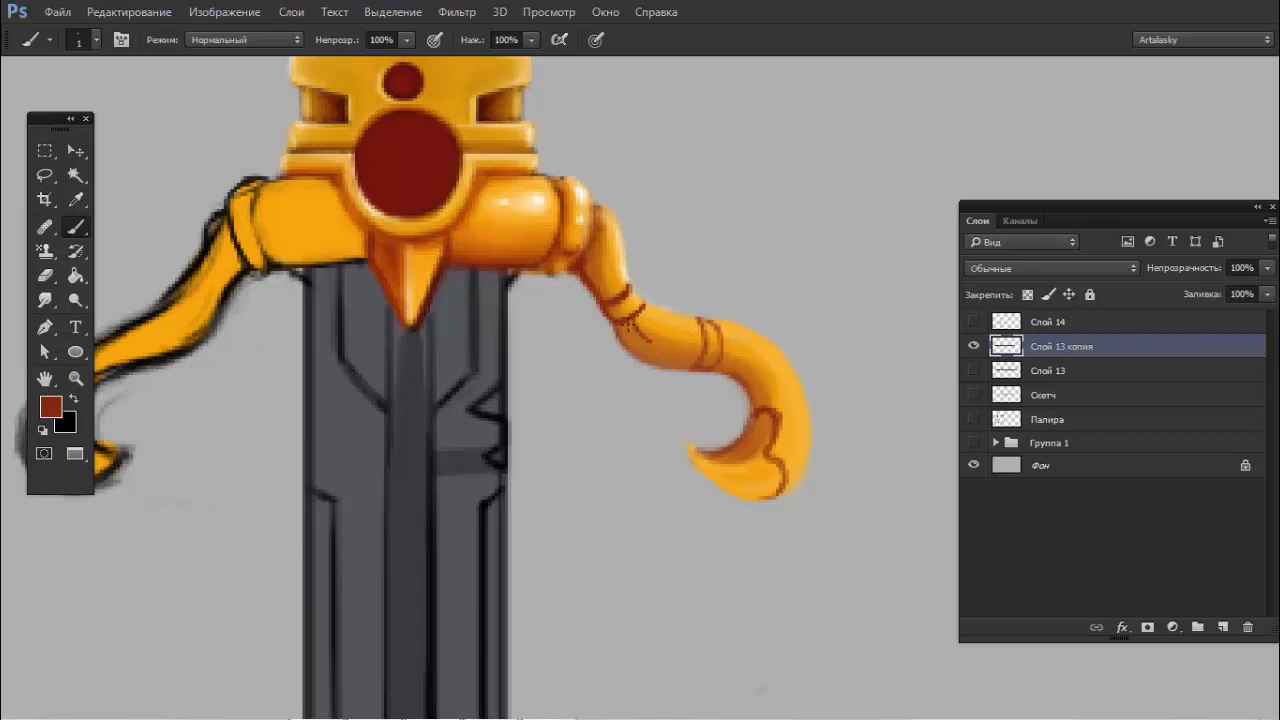 Ps Файл Редактирование Изображение Слои Текст Выделение Фильтр 3D Просмотр Окно Справка
1 Режим: Нормальный Непрозр.: 100% Наж.: 100% Artalasky
Слои Каналы
Вид
Обычные Непрозрачность: 100%
Закрепить: Заливка: 100%
Слой 14
Слой 13 копия
Слой 13
Скетч
Палира
Группа 1
Фон
fx